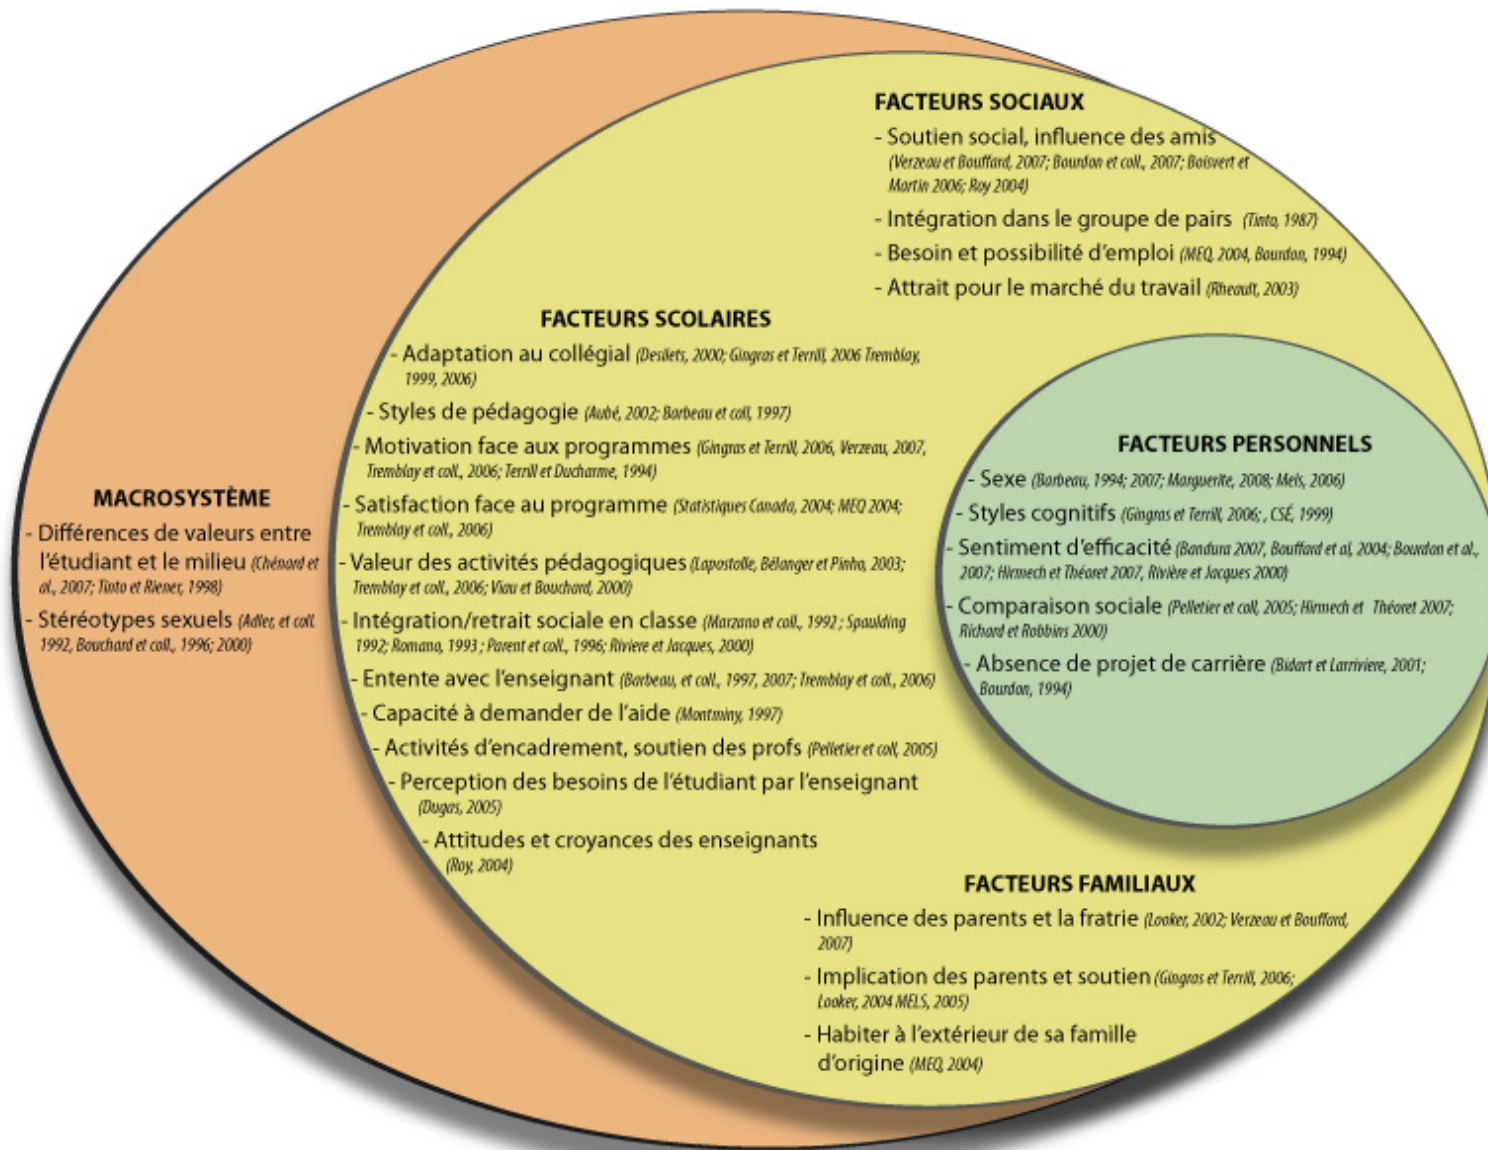 FACTEURS SOCIAUX
- Soutien social, influence des amis
(Verzeau et Bouffard, 2007; Bourdon et coll., 2007; Boisvert et
Martin 2006; Roy 2004)
- Intégration dans le groupe de pairs (Tinto, 1987)
- Besoin et possibilité d'emploi (MEQ, 2004, Bourdon, 1994)
- Attrait pour le marché du travail (Rheault, 2003)
FACTEURS SCOLAIRES
- Adaptation au collégial (Desilets, 2000; Gingras et Terrill, 2006 Tremblay,
1999, 2006)
- Styles de pédagogie (Aubé, 2002; Barbeau et coll, 1997)
- Motivation face aux programmes (Gingras et Terrill, 2006, Verzeau, 2007,
Tremblay et coll., 2006; Terrill et Ducharme, 1994)
- Satisfaction face au programme (Statistiques Canada, 2004; MEQ 2004;
Tremblay et coll., 2006)
- Valeur des activités pédagogiques (Lapostolle, Bélanger et Pinho, 2003;
Tremblay et coll., 2006; Viau et Bouchard, 2000)
- Intégration/retrait sociale en classe (Marzano et coll., 1992 ; Spaulding
1992; Romano, 1993 ; Parent et coll., 1996; Riviere et Jacques, 2000)
- Entente avec l'enseignant (Barbeau, et coll., 1997, 2007; Tremblay et coll., 2006)
- Capacité à demander de l'aide (Montminy, 1997)
- Activités d'encadrement, soutien des profs (Pelletier et coll, 2005)
- Perception des besoins de l'étudiant par l'enseignant
(Dugas, 2005)
- Attitudes et croyances des enseignants
(Roy, 2004)
MACROSYSTÈME
- Différences de valeurs entre
l'étudiant et le milieu (Chénard et
al., 2007; Tinto et Riener, 1998)
- Stéréotypes sexuels (Adler, et coll.
1992, Bouchard et coll., 1996; 2000)
FACTEURS PERSONNELS
- Sexe (Barbeau, 1994; 2007; Marguerite, 2008; Mels, 2006)
- Styles cognitifs (Gingras et Terrill, 2006; , CSÉ, 1999)
- Sentiment d'efficacité (Bandura 2007, Bouffard et al, 2004; Bourdon et al.,
2007; Hirmech et Théoret 2007, Rivière et Jacques 2000)
- Comparaison sociale (Pelletier et coll, 2005; Hirmech et Théoret 2007;
Richard et Robbins 2000)
- Absence de projet de carrière (Bidart et Larriviere, 2001;
Bourdon, 1994)
FACTEURS FAMILIAUX
- Influence des parents et la fratrie (Looker, 2002; Verzeau et Bouffard,
2007)
- Implication des parents et soutien (Gingras et Terrill, 2006;
Looker, 2004 MELS, 2005)
- Habiter à l'extérieur de sa famille
d'origine (MEQ, 2004)